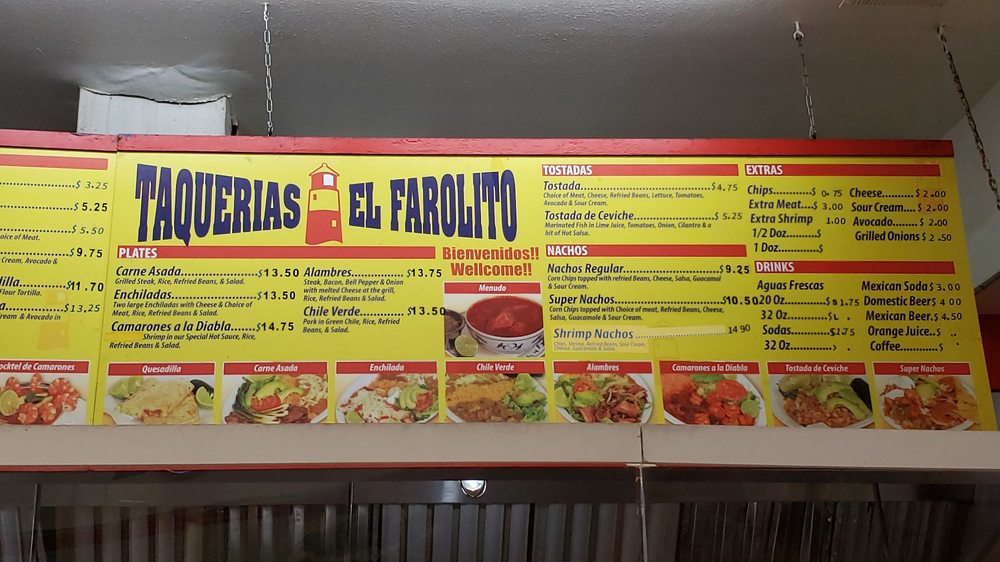 $ 3.25
$ 5.25
$ 5.50
oice of Meat.
$ 9.75
Cream, Avocado &
dilla $11.70
Flour Tortilla.
$13.25
ream & Avocado in
TAQUERIAS EL FAROLITO
Bienvenidos!!
Wellcome!!
PLATES
Carne Asada..........$13.50
Grilled Steak, Rice, Refried Beans, & Salad.
Enchiladas..........$13.50
Two large Enchiladas with Cheese & Choice of
Meat, Rice, Refried Beans, & Salad.
Camarones a la Diabla.......$14.75
Shrimp in our Special Hot Sauce, Rice,
Refried Beans & Salad.
Alambres..........$13.75
Steak, Bacon, Bell Pepper & Onion
with melted Cheese at the grill,
Rice, Refried Beans & Salad.
Chile Verde..........$13.50
Pork in Green Chile, Rice, Refried
Beans & Salad.
Menudo
TOSTADAS
Tostada..........$4.75
Choice of Meat, Cheese, Refried Beans, Lettuce, Tomatoes,
Avocado & Sour Cream.
Tostada de Ceviche..........$ 5.25
Marinated Fish in Lime Juice, Tomatoes, Onion, Cilantro & a
bit of Hot Salsa.
NACHOS
Nachos Regular..........$9.25
Corn Chips topped with refried Beans, Cheese, Salsa, Guacamol
& Sour Cream.
Super Nachos..........$10.50
Corn Chips topped with Choice of meat, Refried Beans, Cheese,
Salsa, Guacamole & Sour Cream.
Shrimp Nachos 14 90
Chips, Shrimp, Refried Beans, Sour Cream,
Cheese, Guacamole & Salsa.
EXTRAS
Chips..........$ 0.75
Extra Meat....$ 3.00
Extra Shrimp 1.00
1/2 Doz.......$
1 Doz..........$
Cheese.......$ 2.00
Sour Cream....$ 2.00
Avocado.......$ 2.00
Grilled Onions $ 2.50
DRINKS
Aguas Frescas
20 Oz..........$ 1.75
32 Oz..........$
Sodas..........$1.75
32 Oz..........$
Mexican Soda $ 3.00
Domestic Beer $ 4 00
Mexican Beer.$ 4.50
Orange Juice..$
Coffee..........$
ocktel de Camarones
Quesadilla
Carne Asada
Enchilada
Chile Verde
Alambres
Camarones a la Diabla
Tostada de Ceviche
Super Nachos